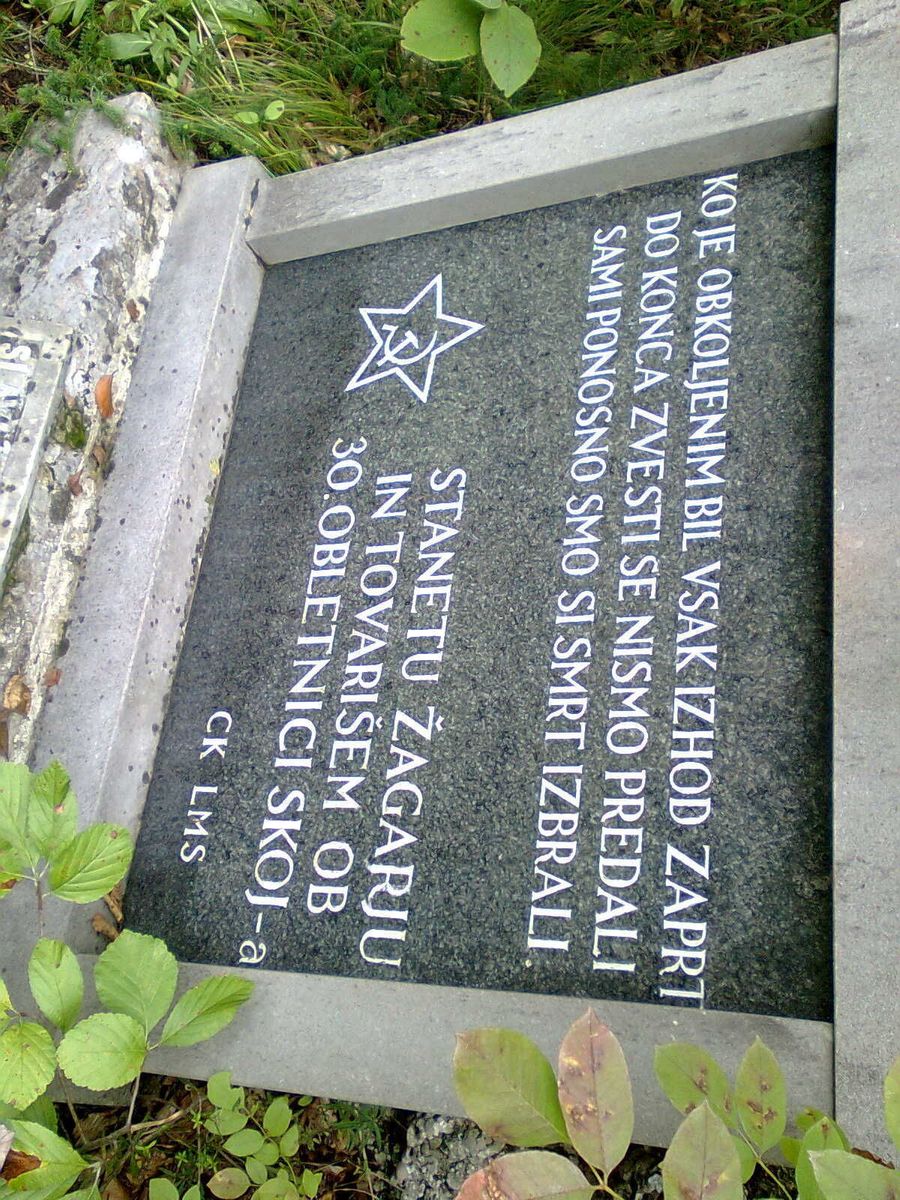 KO JE OBKOLJENIM BIL VSAK IZHOD ZAPRT
DO KONCA ZVESTI SE NISMO PREDALI
SAMI PONOSNO SMO SI SMRT IZBRALI
STANETU ŽAGARJU
IN TOVARIŠEM OB
30. OBLETNICI SKOJ-a
CK LMS